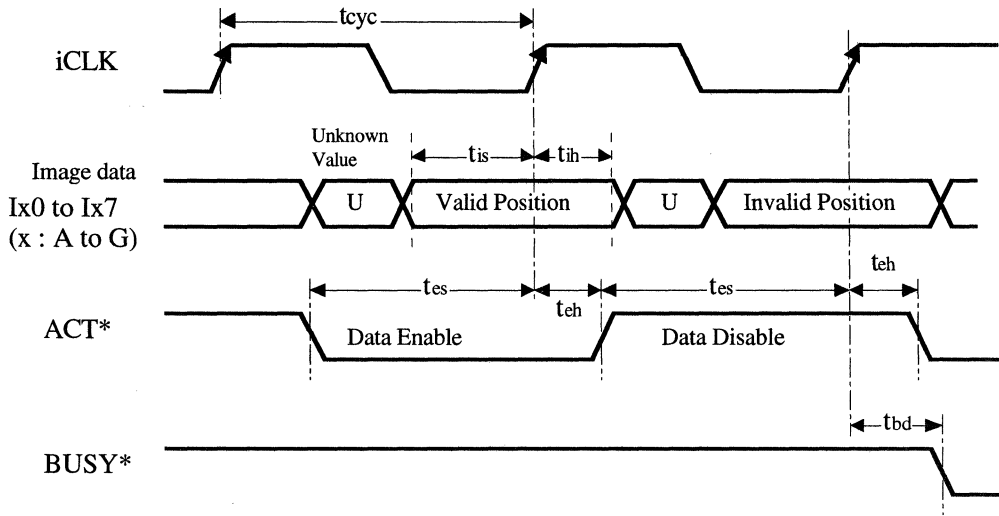 tcyc
iCLK
Unknown
Value
tis
tih
Image data
Ix0 to Ix7
(x : A to G)
U
Valid Position
U
Invalid Position
tes
teh
tes
teh
ACT*
Data Enable
Data Disable
tbd
BUSY*